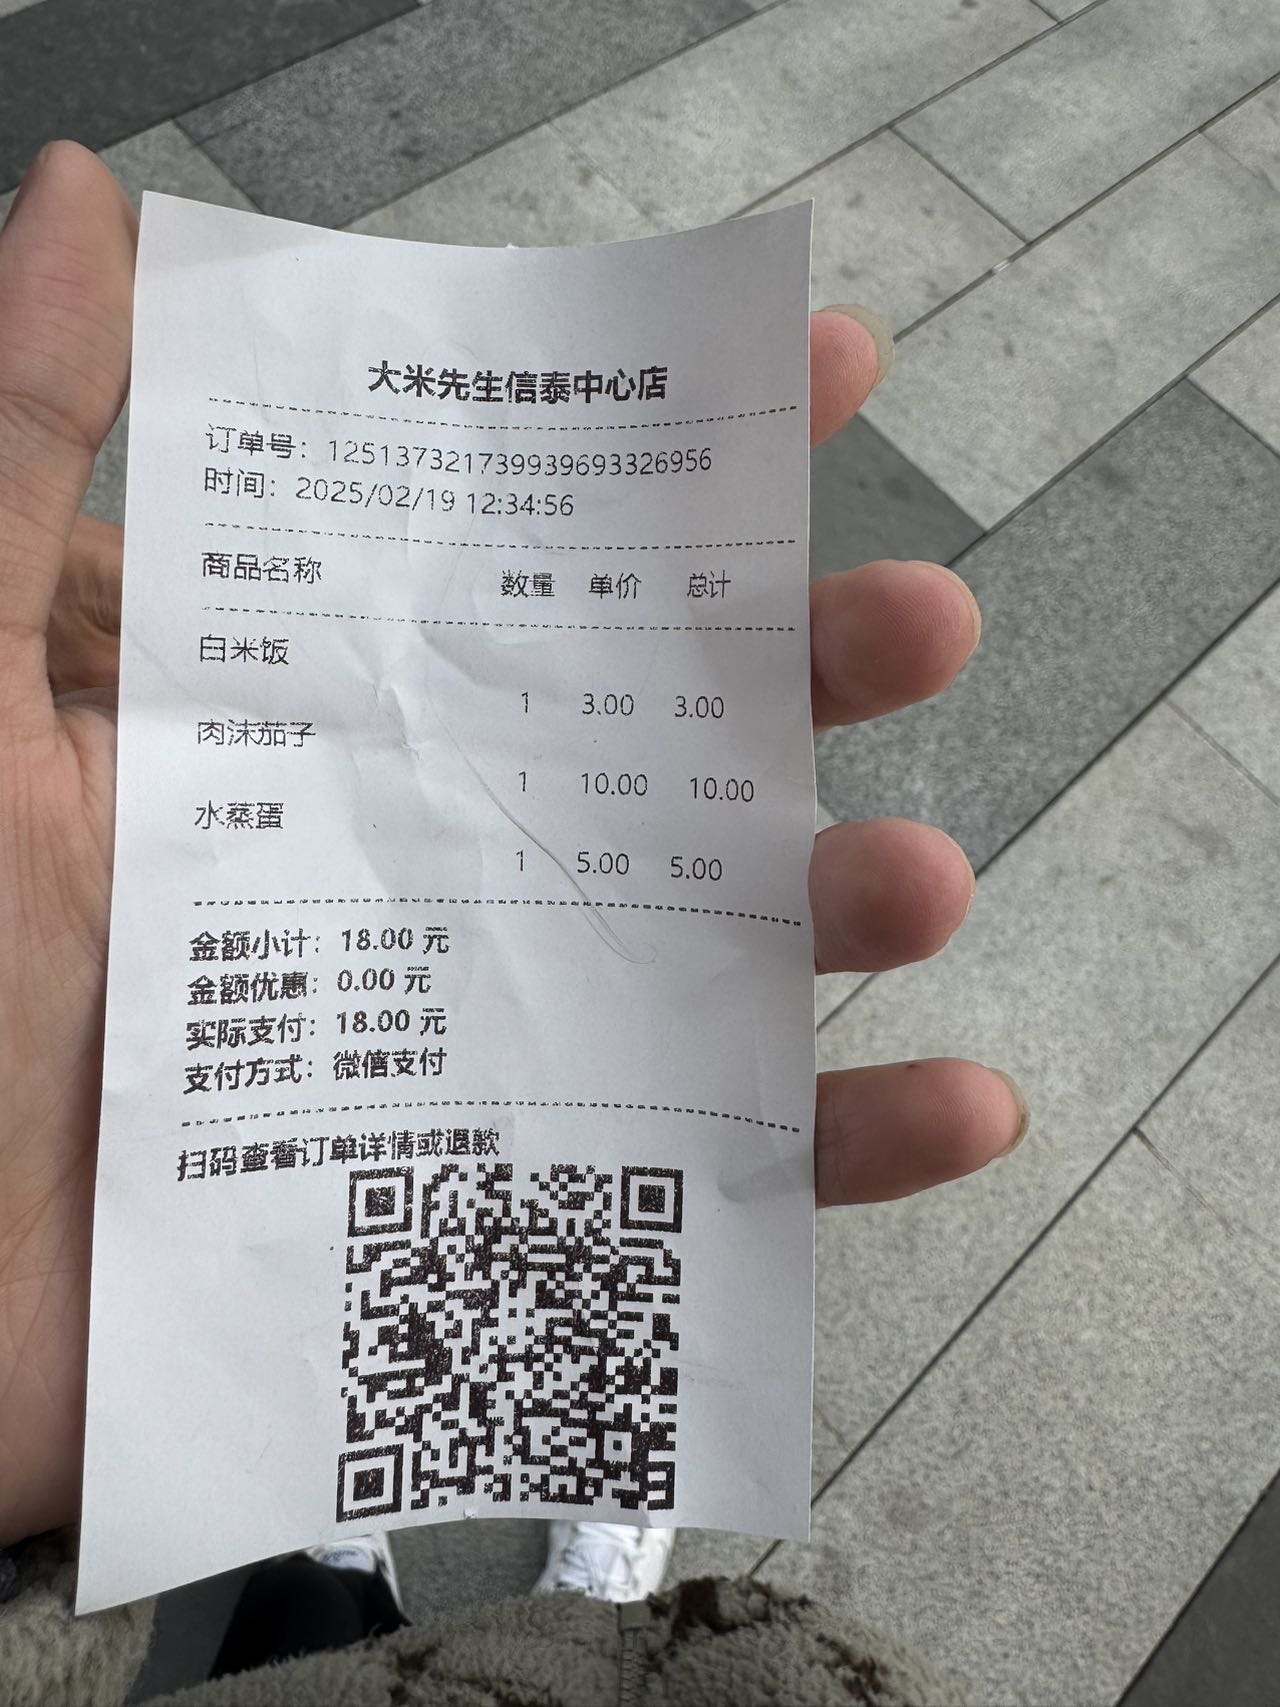 大米先生信泰中心店
订单号：125137321739939693326956
时间：2025/02/19 12:34:56
商品名称 数量 单价 总计
白米饭
1 3.00 3.00
肉沫茄子
1 10.00 10.00
水蒸蛋
1 5.00 5.00
金额小计：18.00 元
金额优惠：0.00 元
实际支付：18.00 元
支付方式：微信支付
扫码查看订单详情或退款